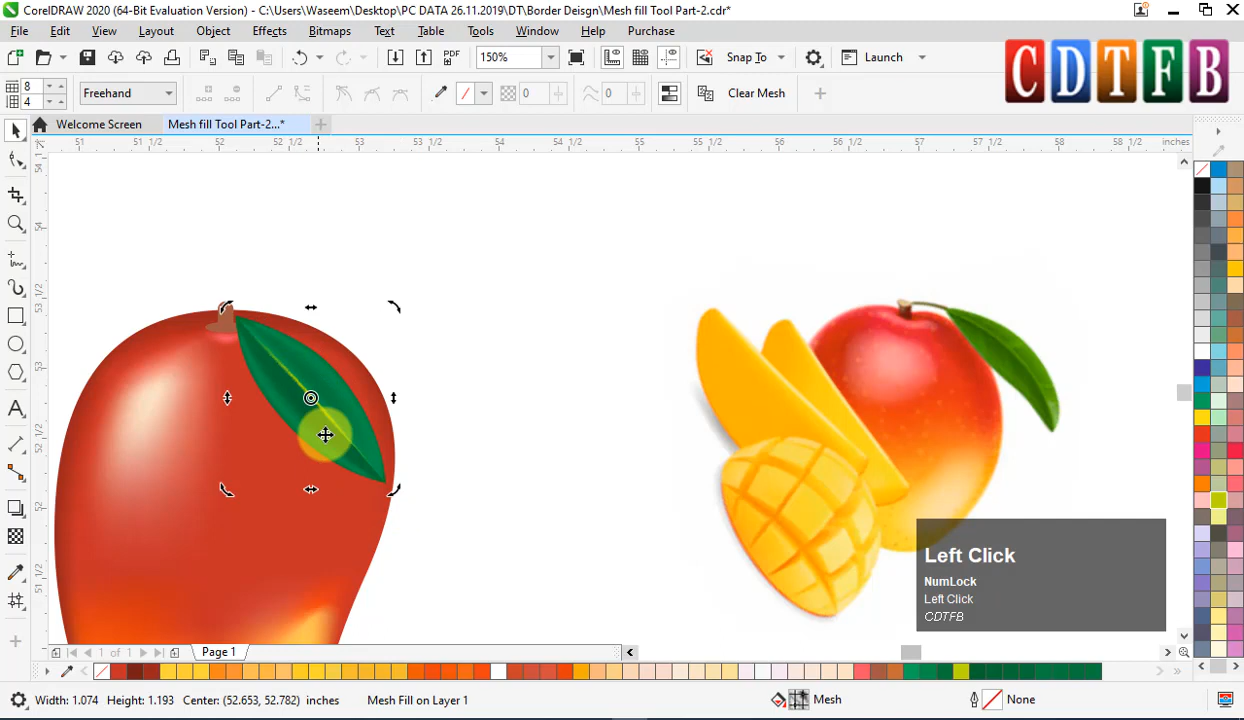 CorelDRAW 2020 (64-Bit Evaluation Version) - C:\Users\Waseem\Desktop\PC DATA 26.11.2019\DT\Border Deisgn\Mesh fill Tool Part-2.cdr*
File Edit View Layout Object Effects Bitmaps Text Table Tools Window Help Purchase
PDF 150% Snap To Launch
CDTFB
8
4
Freehand 0 0 Clear Mesh
Welcome Screen Mesh fill Tool Part-2...*
51 51 1/2 52 52 1/2 53 53 1/2 54 54 1/2 55 55 1/2 56 56 1/2 57 57 1/2 58 58 1/2 inches
Left Click
NumLock
Left Click
CDTFB
1 of 1 Page 1
Width: 1.074 Height: 1.193 Center: (52.653, 52.782) inches Mesh Fill on Layer 1 Mesh None